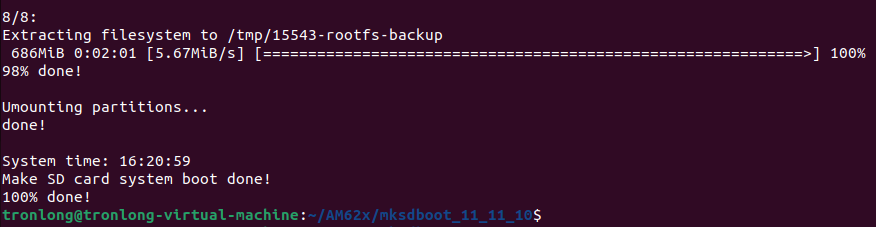 8/8:
Extracting filesystem to /tmp/15543-rootfs-backup
686MiB 0:02:01 [5.67MiB/s] [================================================================>] 100%
98% done!
Umounting partitions...
done!
System time: 16:20:59
Make SD card system boot done!
100% done!
tronlong@tronlong-virtual-machine:~/AM62x/mksdboot_11_11_10$